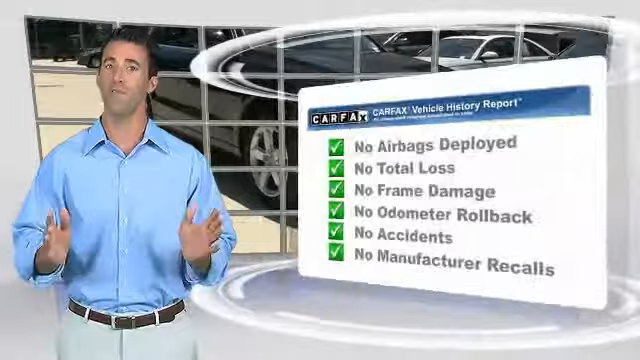 CARFAX CARFAX Vehicle History Report™
No Airbags Deployed
No Total Loss
No Frame Damage
No Odometer Rollback
No Accidents
No Manufacturer Recalls